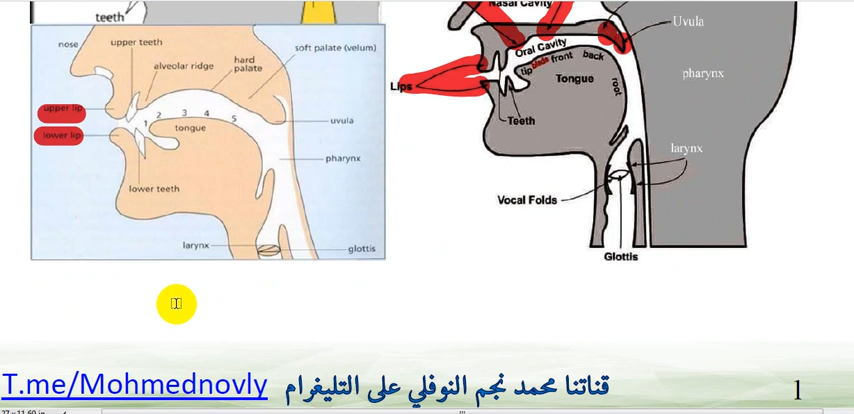 teeth
nose
upper teeth
alveolar ridge
hard
palate
soft palate (velum)
upper lip
lower lip
1 2 3 4 5
tongue
uvula
pharynx
lower teeth
larynx
glottis
Nasal Cavity
Uvula
Oral Cavity
tip blade front back
root
Lips
Tongue
pharynx
Teeth
larynx
Vocal Folds
Glottis
T.me/Mohmednovly قناتنا محمد نجم النوفلي على التليغرام
1